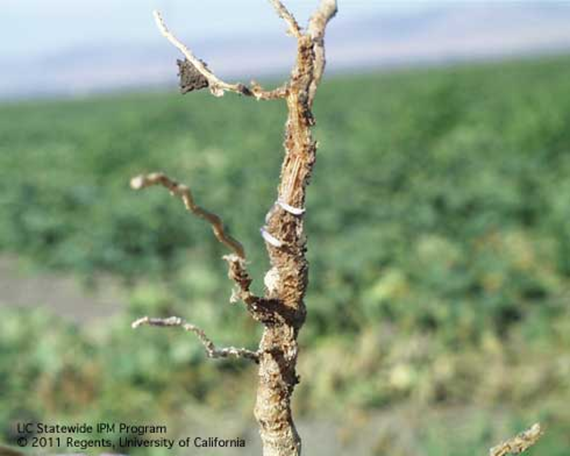 UC Statewide IPM Program
© 2011 Regents, University of California